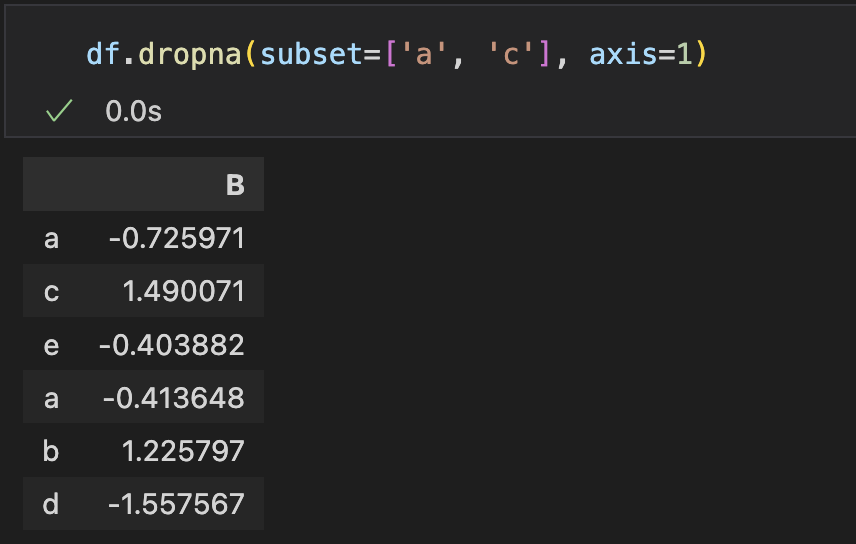 df.dropna(subset=['a', 'c'], axis=1)
0.0s
B
a -0.725971
c 1.490071
e -0.403882
a -0.413648
b 1.225797
d -1.557567